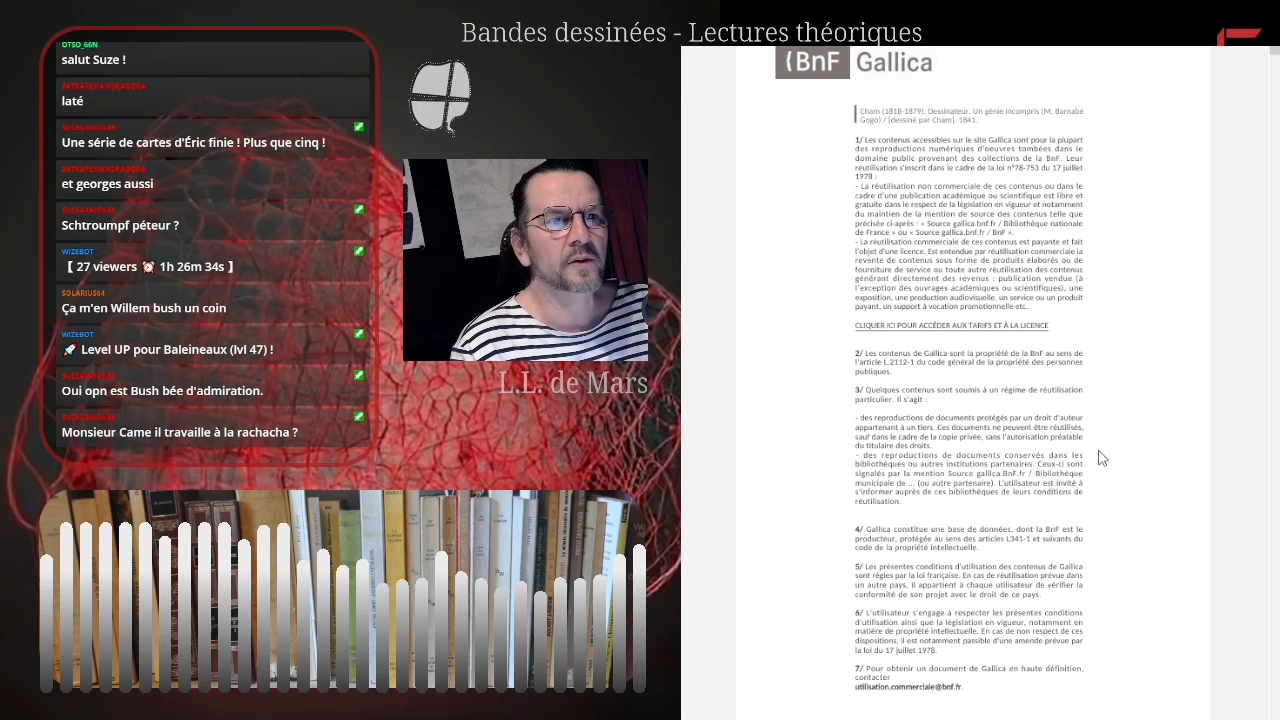 Bandes dessinées - Lectures théoriques
OTSO_66N
salut Suze !
laté
Une série de cartes memorie ! Plus que cinq !
et georges aussi
Schtroumpf péteur ?
WIZEBOT
【 27 viewers ⏰ 1h 26m 34s 】
SOLARIUS64
Ça m'en Willem bush un coin
WIZEBOT
🚀 Level UP pour Baleineaux (lvl 47) !
Oui opn est Bush baie d'admiration.
Monsieur Came il travaille à la rachacha ?
L.L. de Mars
{BnF Gallica
Cham (1818-1879). Dessinateur. Un génie incompris (M. Barnabé
Gogo) / [dessiné par Cham]. 1841.
1/ Les contenus accessibles sur le site Gallica sont pour la plupart
des reproductions numériques d'oeuvres tombées dans le
domaine public provenant des collections de la BnF. Leur
réutilisation s'inscrit dans le cadre de la loi n°78-753 du 17 juillet
1978 :
- La réutilisation non commerciale de ces contenus ou dans le
cadre d'une publication académique ou scientifique est libre et
gratuite dans le respect de la législation en vigueur et notamment
du maintien de la mention de source des contenus telle que
précisée ci-après : « Source gallica.bnf.fr / Bibliothèque nationale
de France » ou « Source gallica.bnf.fr / BnF ».
- La réutilisation commerciale de ces contenus est payante et fait
l'objet d'une licence. Est entendue par réutilisation commerciale la
revente de contenus sous forme de produits élaborés ou de
fourniture de service ou toute autre réutilisation des contenus
générant directement des revenus : publication vendue (à
l'exception des ouvrages académiques ou scientifiques), une
exposition, une production audiovisuelle, un service ou un produit
payant, un support à vocation promotionnelle etc.
CLIQUER ICI POUR ACCÉDER AUX TARIFS ET À LA LICENCE
2/ Les contenus de Gallica sont la propriété de la BnF au sens de
l'article L.2112-1 du code général de la propriété des personnes
publiques.
3/ Quelques contenus sont soumis à un régime de réutilisation
particulier. Il s'agit :
- des reproductions de documents protégés par un droit d'auteur
appartenant à un tiers. Ces documents ne peuvent être réutilisés,
sauf dans le cadre de la copie privée, sans l'autorisation préalable
du titulaire des droits.
- des reproductions de documents conservés dans les
bibliothèques ou autres institutions partenaires. Ceux-ci sont
signalés par la mention Source gallica.BnF.fr / Bibliothèque
municipale de ... (ou autre partenaire). L'utilisateur est invité à
s'informer auprès de ces bibliothèques de leurs conditions de
réutilisation.
4/ Gallica constitue une base de données, dont la BnF est le
producteur, protégée au sens des articles L341-1 et suivants du
code de la propriété intellectuelle.
5/ Les présentes conditions d'utilisation des contenus de Gallica
sont régies par la loi française. En cas de réutilisation prévue dans
un autre pays, il appartient à chaque utilisateur de vérifier la
conformité de son projet avec le droit de ce pays.
6/ L'utilisateur s'engage à respecter les présentes conditions
d'utilisation ainsi que la législation en vigueur, notamment en
matière de propriété intellectuelle. En cas de non respect de ces
dispositions, il est notamment passible d'une amende prévue par
la loi du 17 juillet 1978.
7/ Pour obtenir un document de Gallica en haute définition,
contacter
utilisation.commerciale@bnf.fr.